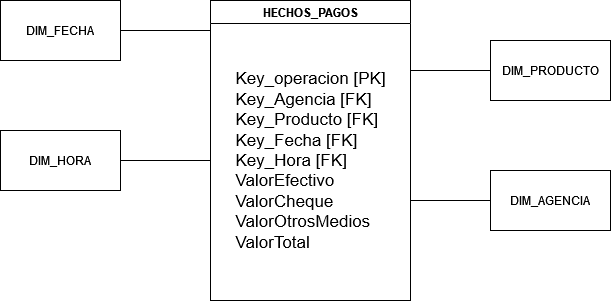 HECHOS_PAGOS
DIM_FECHA
DIM_HORA
Key_operacion [PK]
Key_Agencia [FK]
Key_Producto [FK]
Key_Fecha [FK]
Key_Hora [FK]
ValorEfectivo
ValorCheque
ValorOtrosMedios
ValorTotal
DIM_PRODUCTO
DIM_AGENCIA